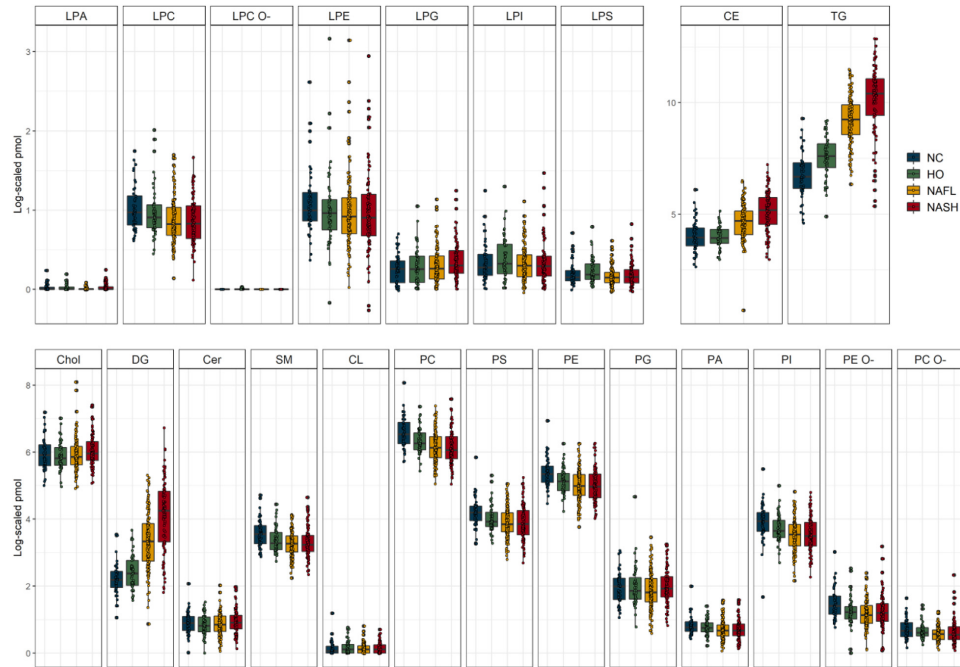 LPA LPC LPC O- LPE LPG LPI LPS CE TG
3
2
1
0
Log-scaled pmol
10
5
NC
HO
NAFL
NASH
Chol DG Cer SM CL PC PS PE PG PA PI PE O- PC O-
8
6
4
2
0
Log-scaled pmol